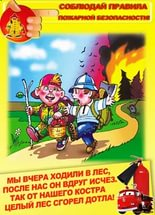 СОБЛЮДАЙ ПРАВИЛА
ПОЖАРНОЙ БЕЗОПАСНОСТИ!
МЫ ВЧЕРА ХОДИЛИ В ЛЕС,
ПОСЛЕ НАС ОН ВДРУГ ИСЧЕЗ.
ТАК ОТ НАШЕГО КОСТРА
ЦЕЛЫЙ ЛЕС СГОРЕЛ ДОТЛА!